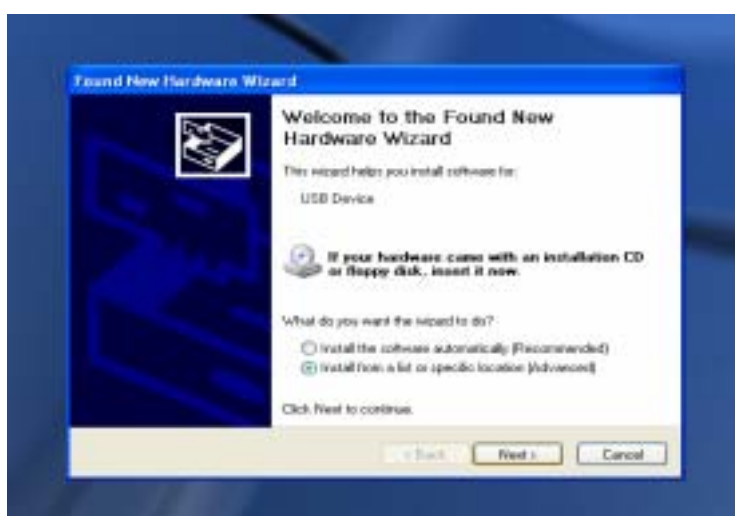 Found New Hardware Wizard
Welcome to the Found New
Hardware Wizard
This wizard helps you install software for:
USB Device
If your hardware came with an installation CD
or floppy disk, insert it now.
What do you want the wizard to do?
Install the software automatically (Recommended)
Install from a list or specific location (Advanced)
Click Next to continue.
< Back
Next >
Cancel